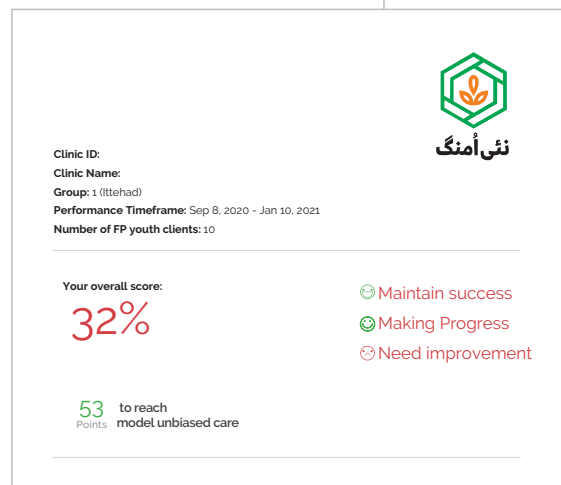 نئی اُمنگ
Clinic ID:
Clinic Name:
Group: 1 (Ittehad)
Performance Timeframe: Sep 8, 2020 - Jan 10, 2021
Number of FP youth clients: 10
Your overall score:
32%
Maintain success
Making Progress
Need improvement
53 to reach
Points model unbiased care